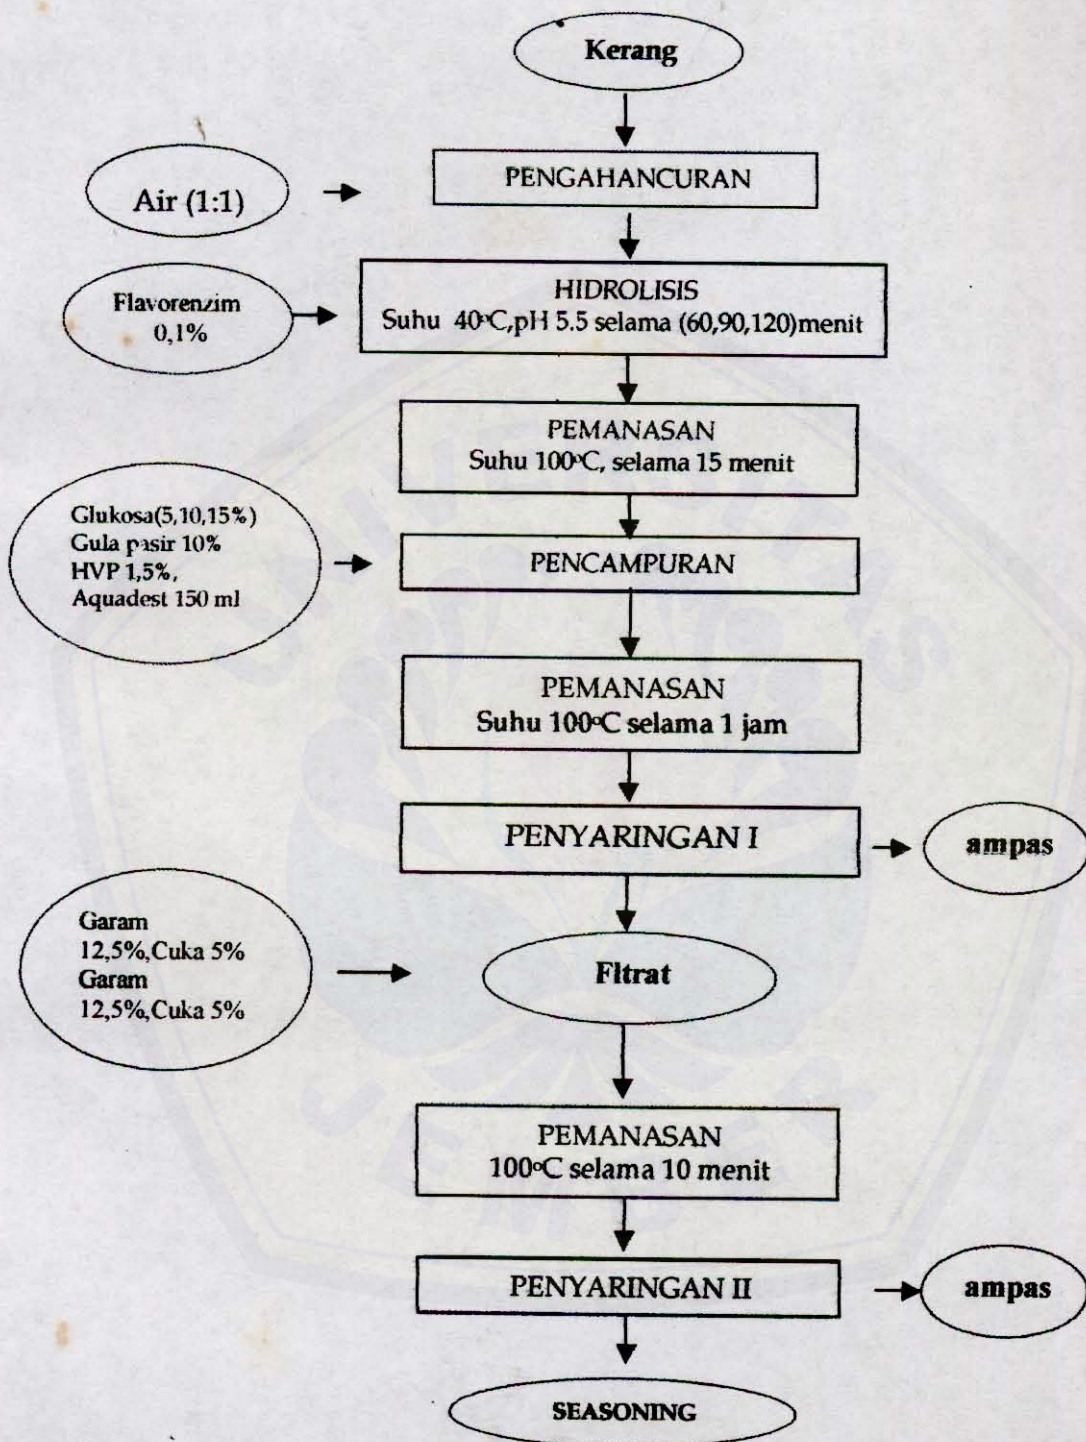 Kerang
Air (1:1)
PENGAHANCURAN
Flavorenzim
0,1%
HIDROLISIS
Suhu 40°C,pH 5.5 selama (60,90,120)menit
PEMANASAN
Suhu 100°C, selama 15 menit
Glukosa(5,10,15%)
Gula pasir 10%
HVP 1,5%,
Aquadest 150 ml
PENCAMPURAN
PEMANASAN
Suhu 100°C selama 1 jam
PENYARINGAN I
ampas
Garam
12,5%,Cuka 5%
Garam
12,5%,Cuka 5%
Fltrat
PEMANASAN
100°C selama 10 menit
PENYARINGAN II
ampas
SEASONING
UNIVERSITAS
JEMBER